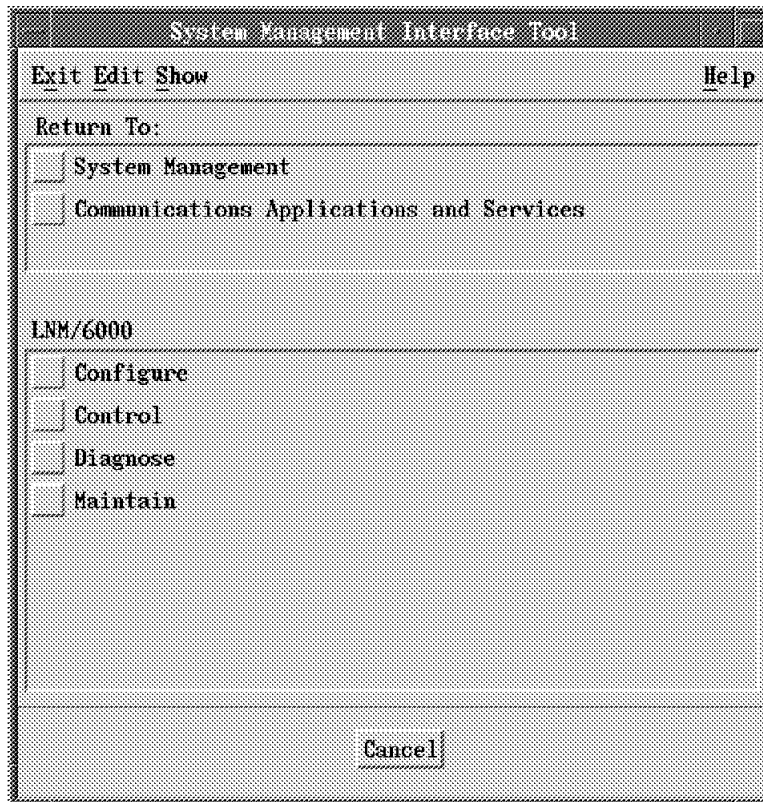 System Management Interface Tool
Exit Edit Show Help
Return To:
System Management
Communications Applications and Services
LNM/6000
Configure
Control
Diagnose
Maintain
Cancel